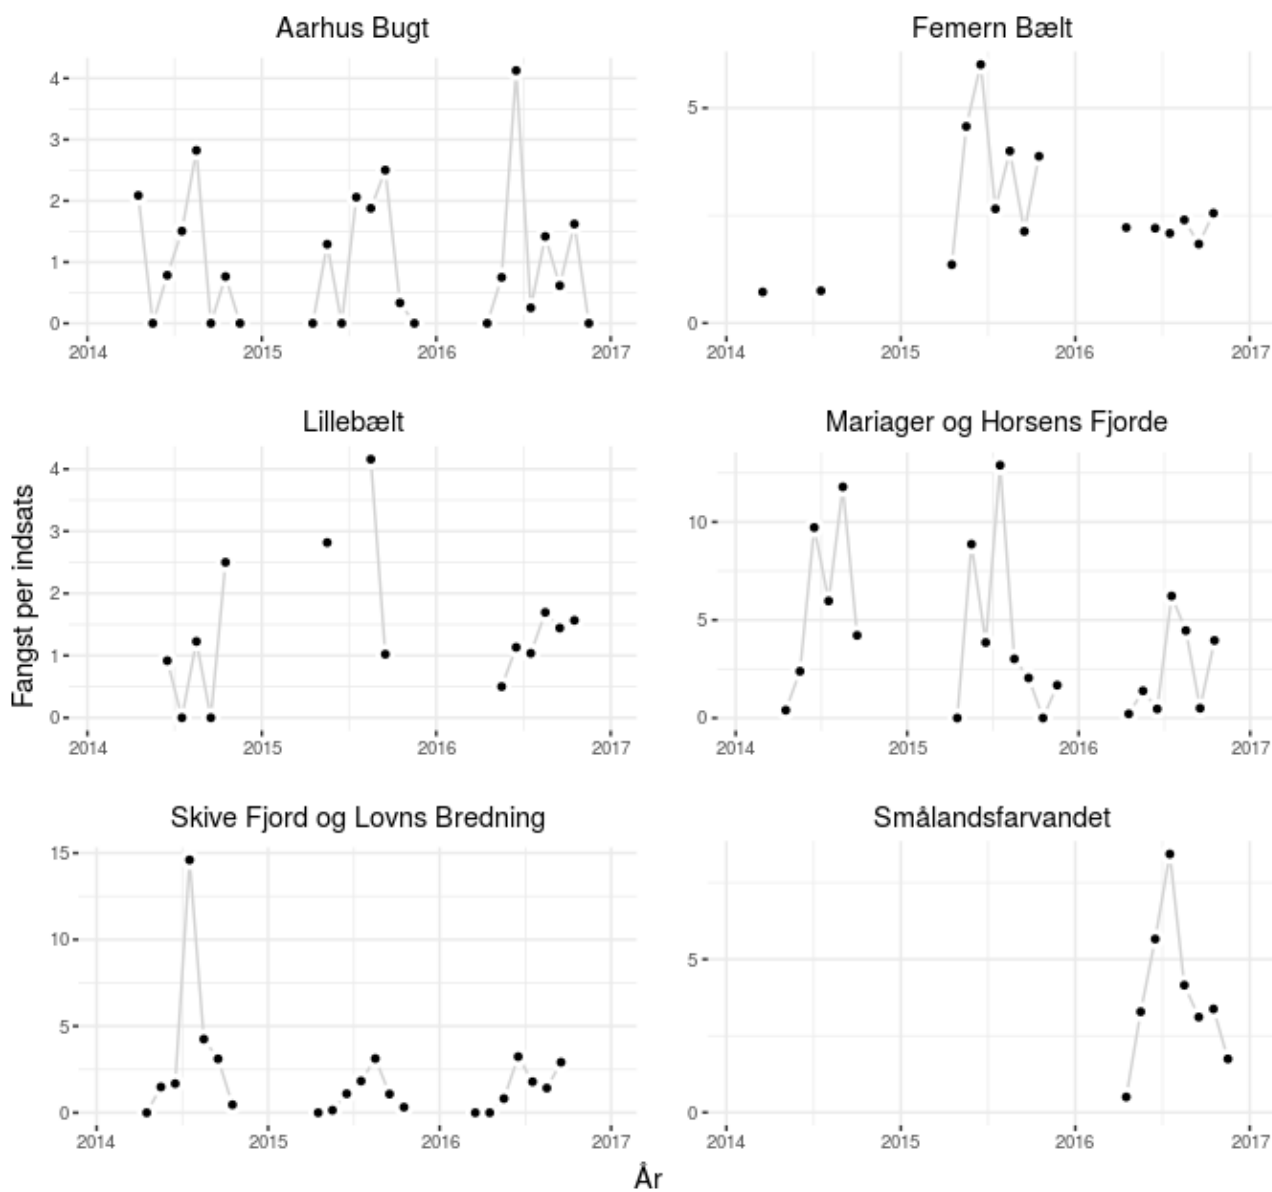 Aarhus Bugt
4
3
2
1
0
2014 2015 2016 2017
Femern Bælt
5
0
2014 2015 2016 2017
Fangst per indsats
Lillebælt
4
3
2
1
0
2014 2015 2016 2017
Mariager og Horsens Fjorde
10
5
0
2014 2015 2016 2017
Skive Fjord og Lovns Bredning
15
10
5
0
2014 2015 2016 2017
Smålandsfarvandet
5
0
2014 2015 2016 2017
År